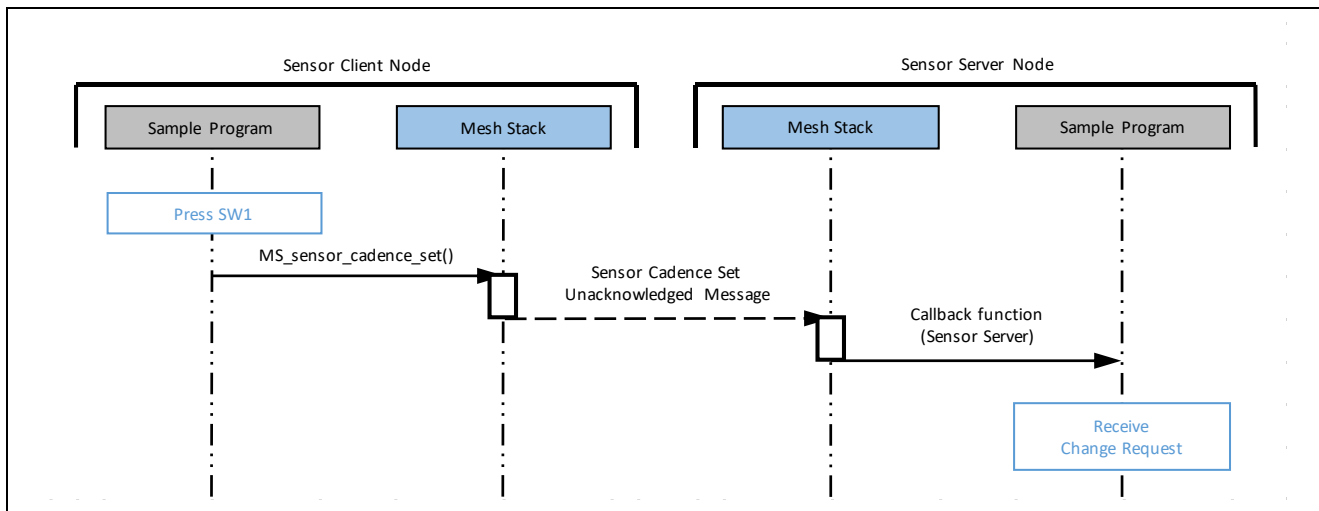 Sensor Client Node
Sensor Server Node
Sample Program
Mesh Stack
Mesh Stack
Sample Program
Press SW1
MS_sensor_cadence_set()
Sensor Cadence Set
Unacknowledged Message
Callback function
(Sensor Server)
Receive
Change Request